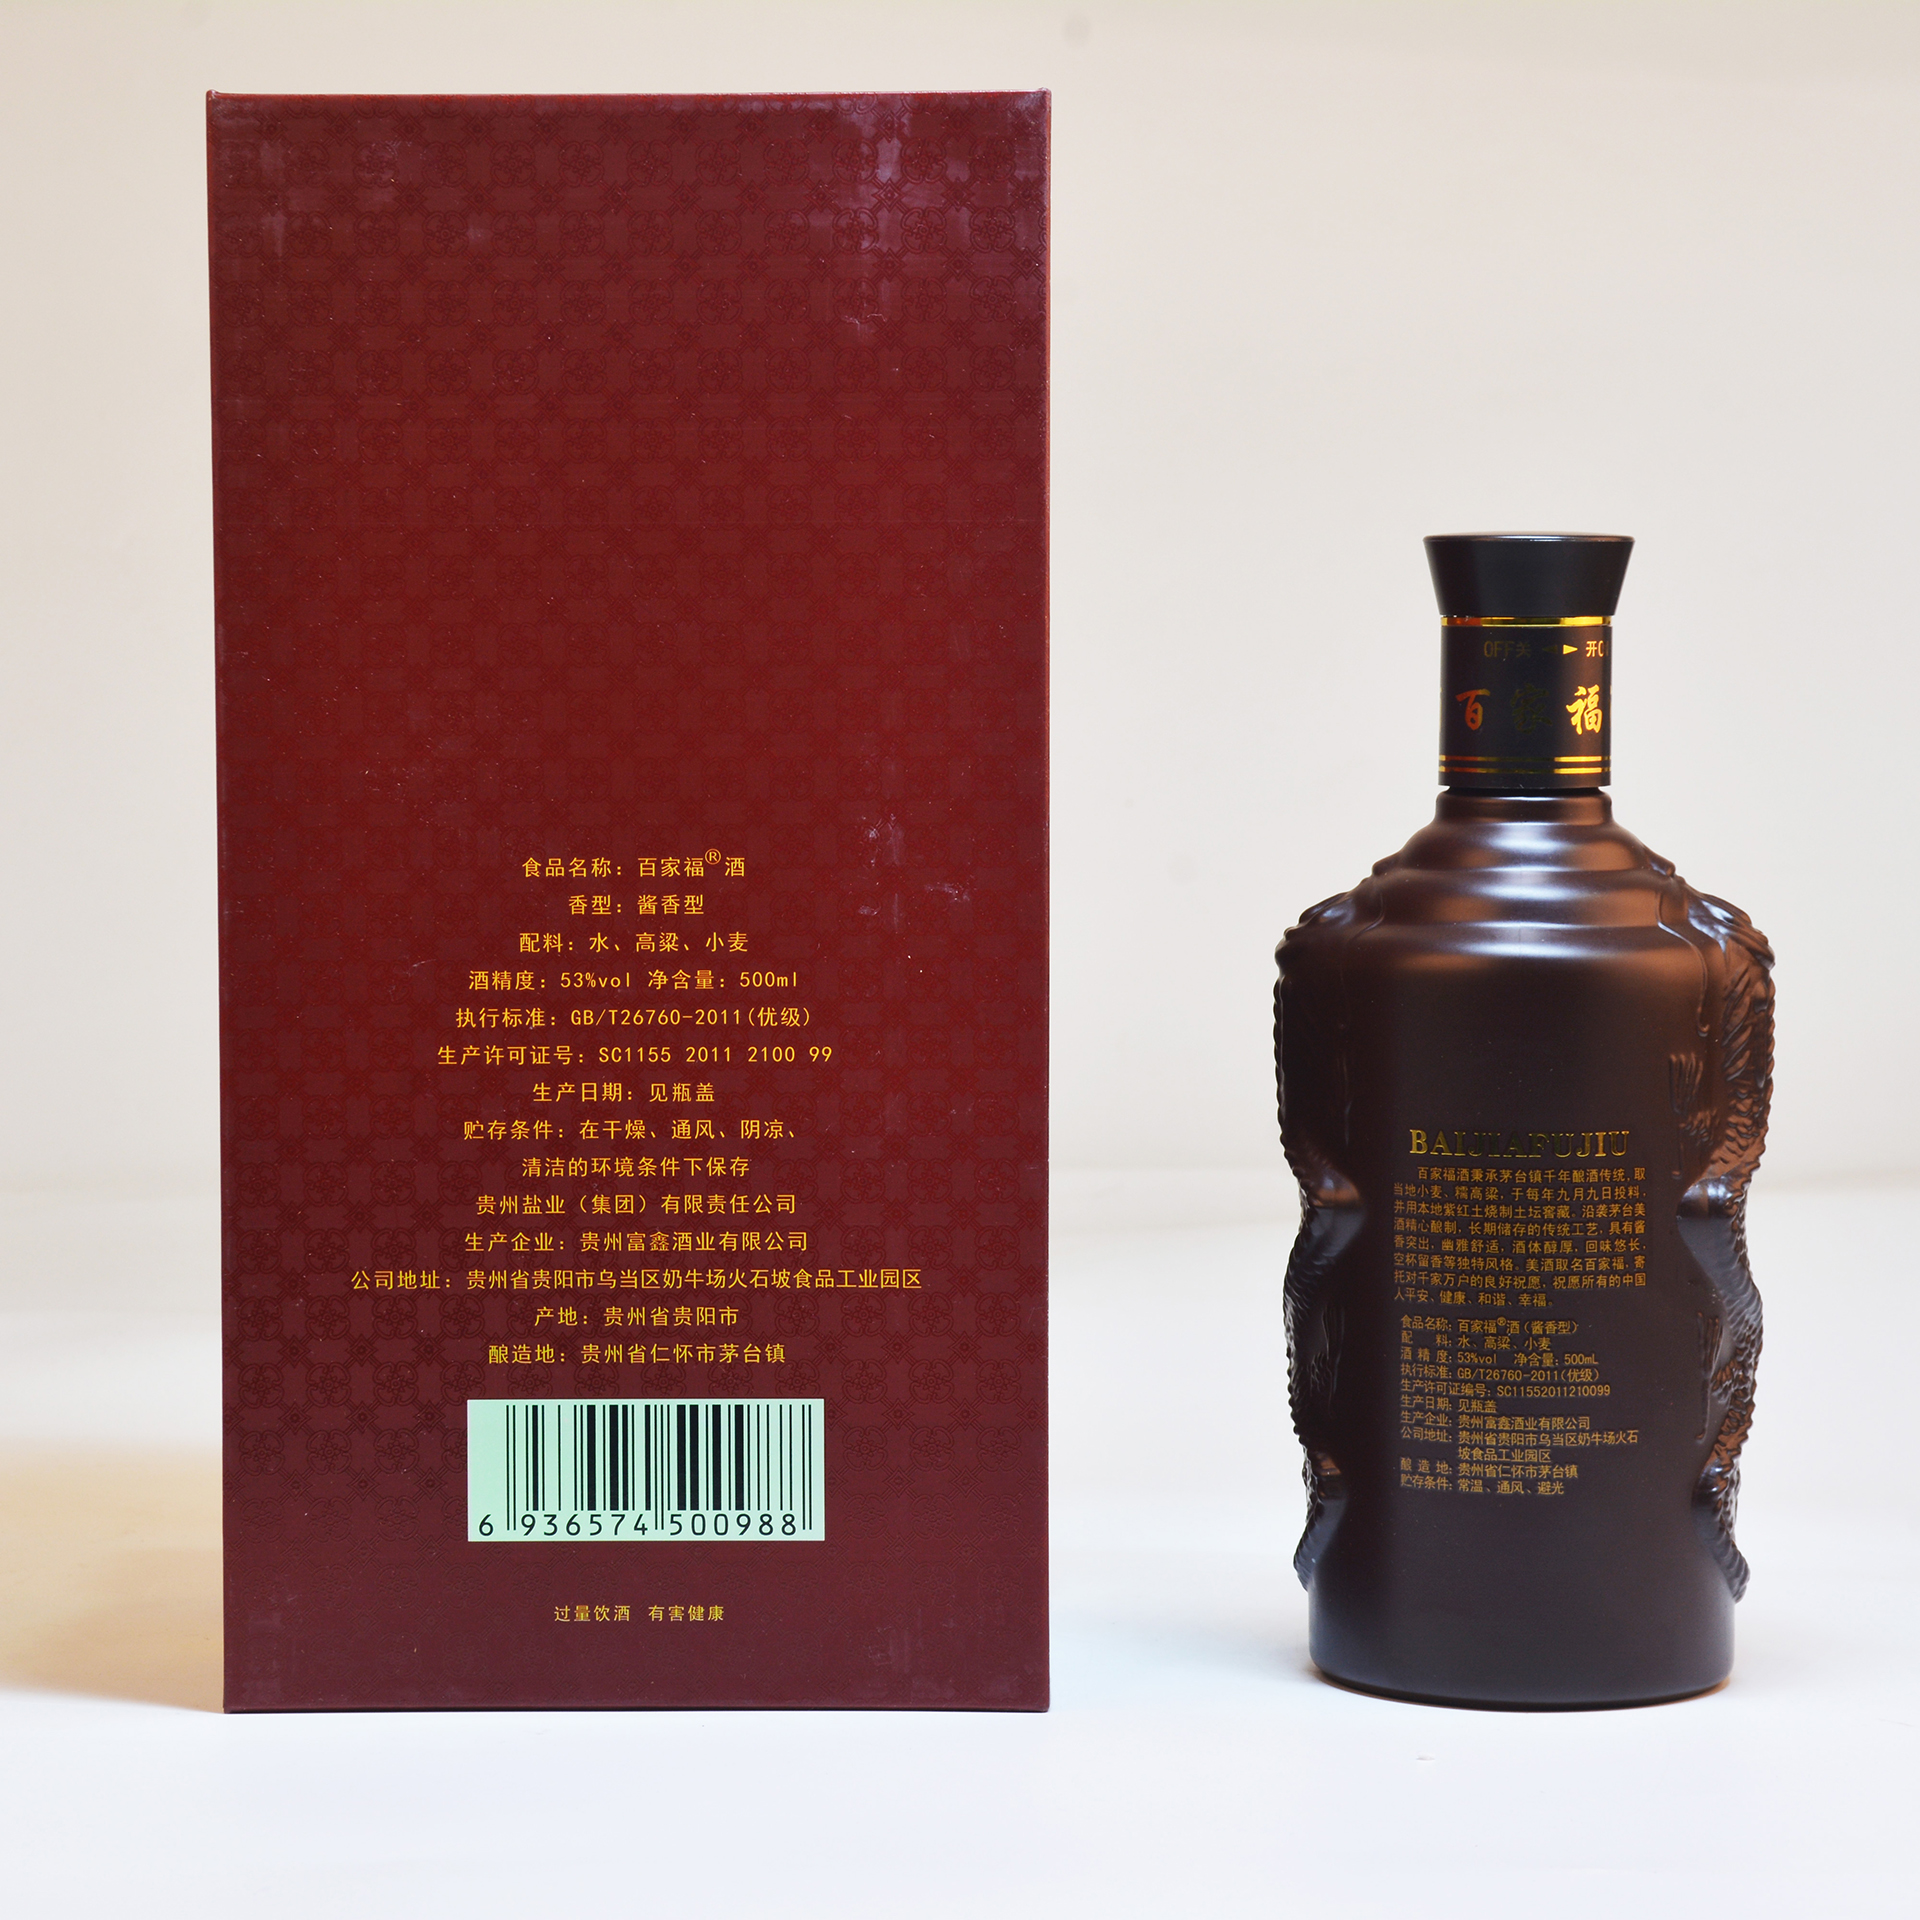 食品名称：百家福®酒
香型：酱香型
配料：水、高粱、小麦
酒精度：53%vol 净含量：500ml
执行标准：GB/T26760-2011(优级)
生产许可证号：SC1155 2011 2100 99
生产日期：见瓶盖
贮存条件：在干燥、通风、阴凉、
清洁的环境条件下保存
贵州盐业（集团）有限责任公司
生产企业：贵州富鑫酒业有限公司
公司地址：贵州省贵阳市乌当区奶牛场火石坡食品工业园区
产地：贵州省贵阳市
酿造地：贵州省仁怀市茅台镇
6 936574 500988
过量饮酒 有害健康
OFF关 ◄ ► 开O
百家福
BAIJIAFUJIU
百家福酒秉承茅台镇千年酿酒传统，取
当地小麦、糯高粱，于每年九月九日投料，
并用本地紫红土烧制土坛窖藏。沿袭茅台美
酒精心酿制，长期储存的传统工艺，具有酱
香突出，幽雅舒适，酒体醇厚，回味悠长，
空杯留香等独特风格。美酒取名百家福，寄
托对千家万户的良好祝愿，祝愿所有的中国
人平安、健康、和谐、幸福。
食品名称：百家福®酒（酱香型）
配 料：水、高粱、小麦
酒 精 度：53%vol 净含量：500mL
执行标准：GB/T26760-2011(优级)
生产许可证编号：SC11552011210099
生产日期：见瓶盖
生产企业：贵州富鑫酒业有限公司
公司地址：贵州省贵阳市乌当区奶牛场火石
坡食品工业园区
酿 造 地：贵州省仁怀市茅台镇
贮存条件：常温、通风、避光